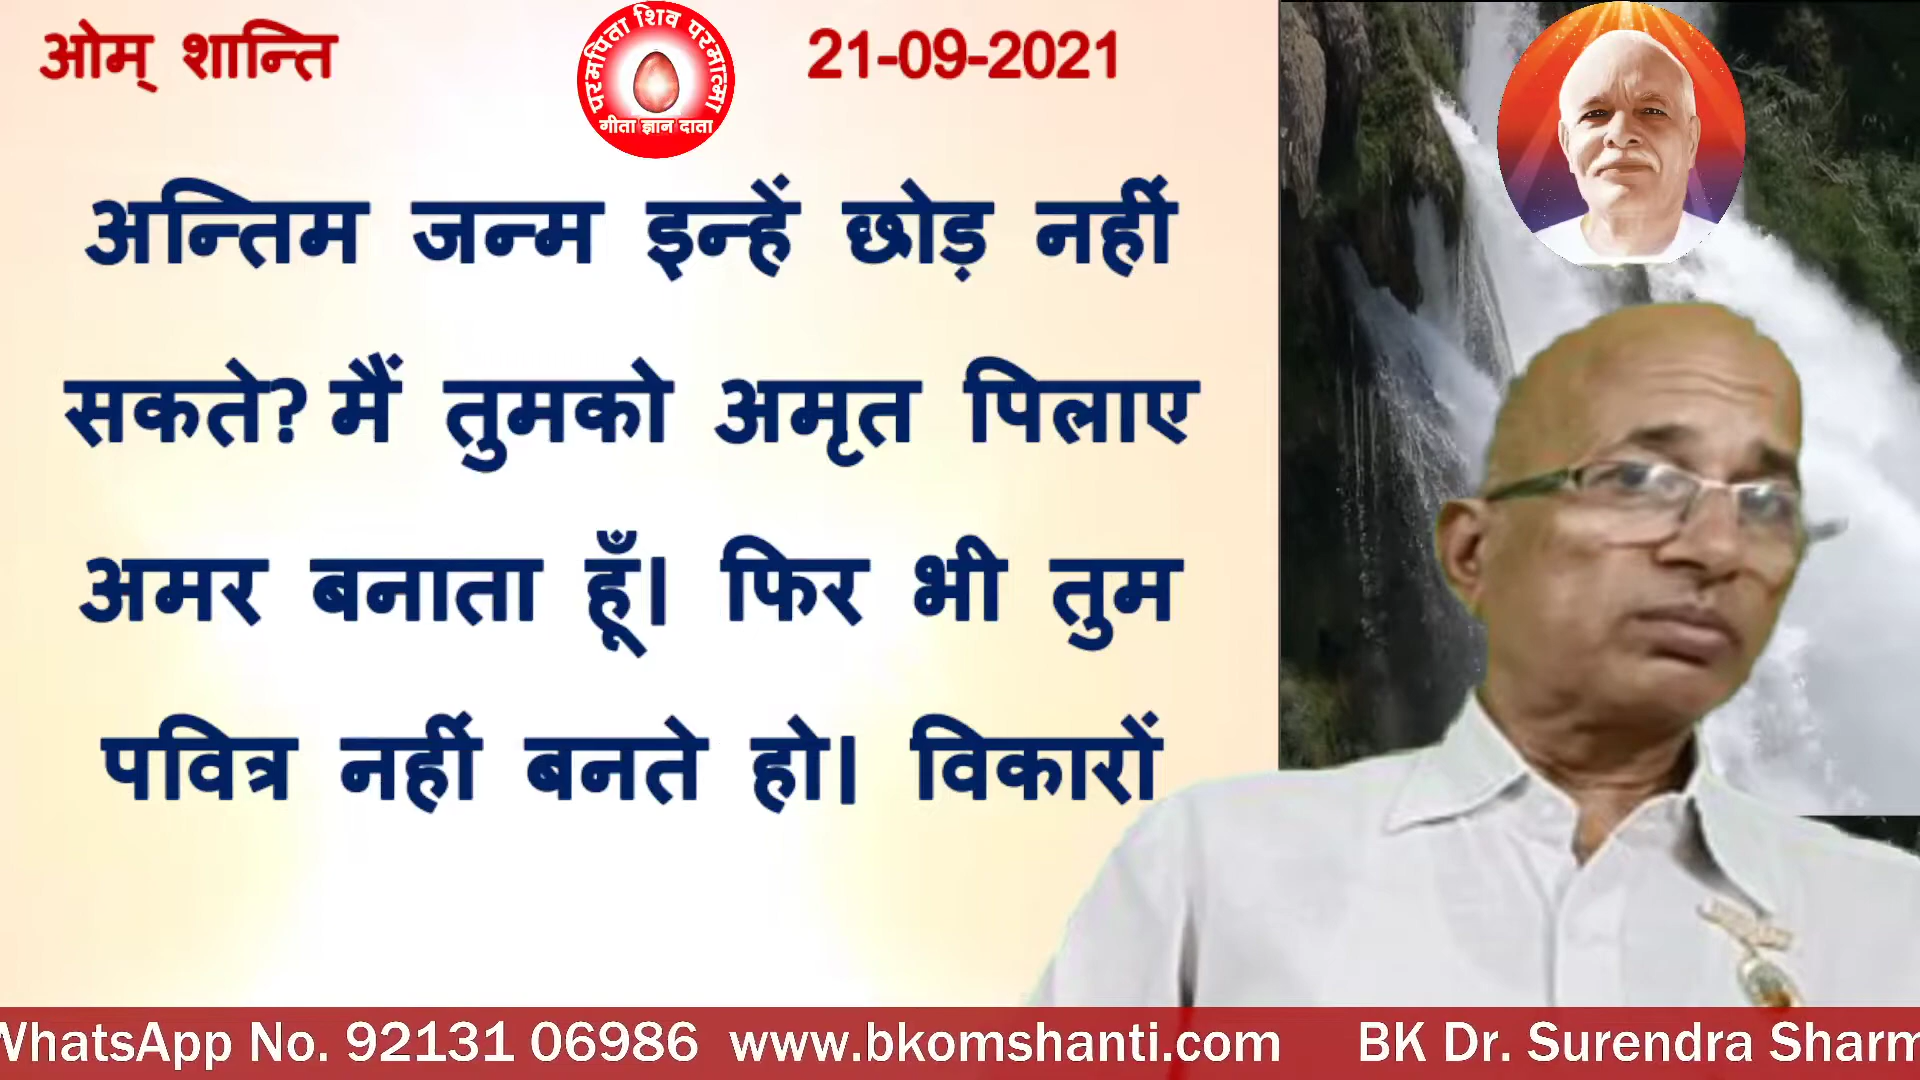 ओम् शान्ति
परमपिता शिव परमात्मा
गीता ज्ञान दाता
21-09-2021
अन्तिम जन्म इन्हें छोड़ नहीं
सकते? मैं तुमको अमृत पिलाए
अमर बनाता हूँ। फिर भी तुम
पवित्र नहीं बनते हो। विकारों
WhatsApp No. 92131 06986 www.bkomshanti.com BK Dr. Surendra Sharm